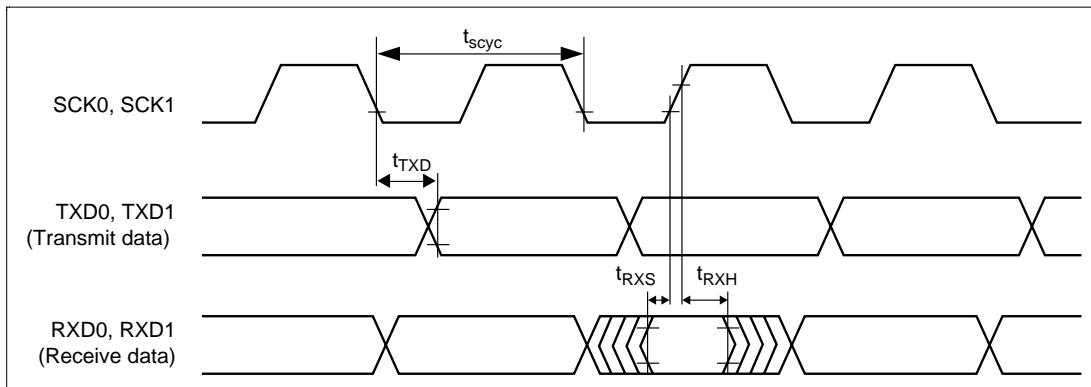 tscyc
SCK0, SCK1
tTXD
TXD0, TXD1
(Transmit data)
tRXS
tRXH
RXD0, RXD1
(Receive data)